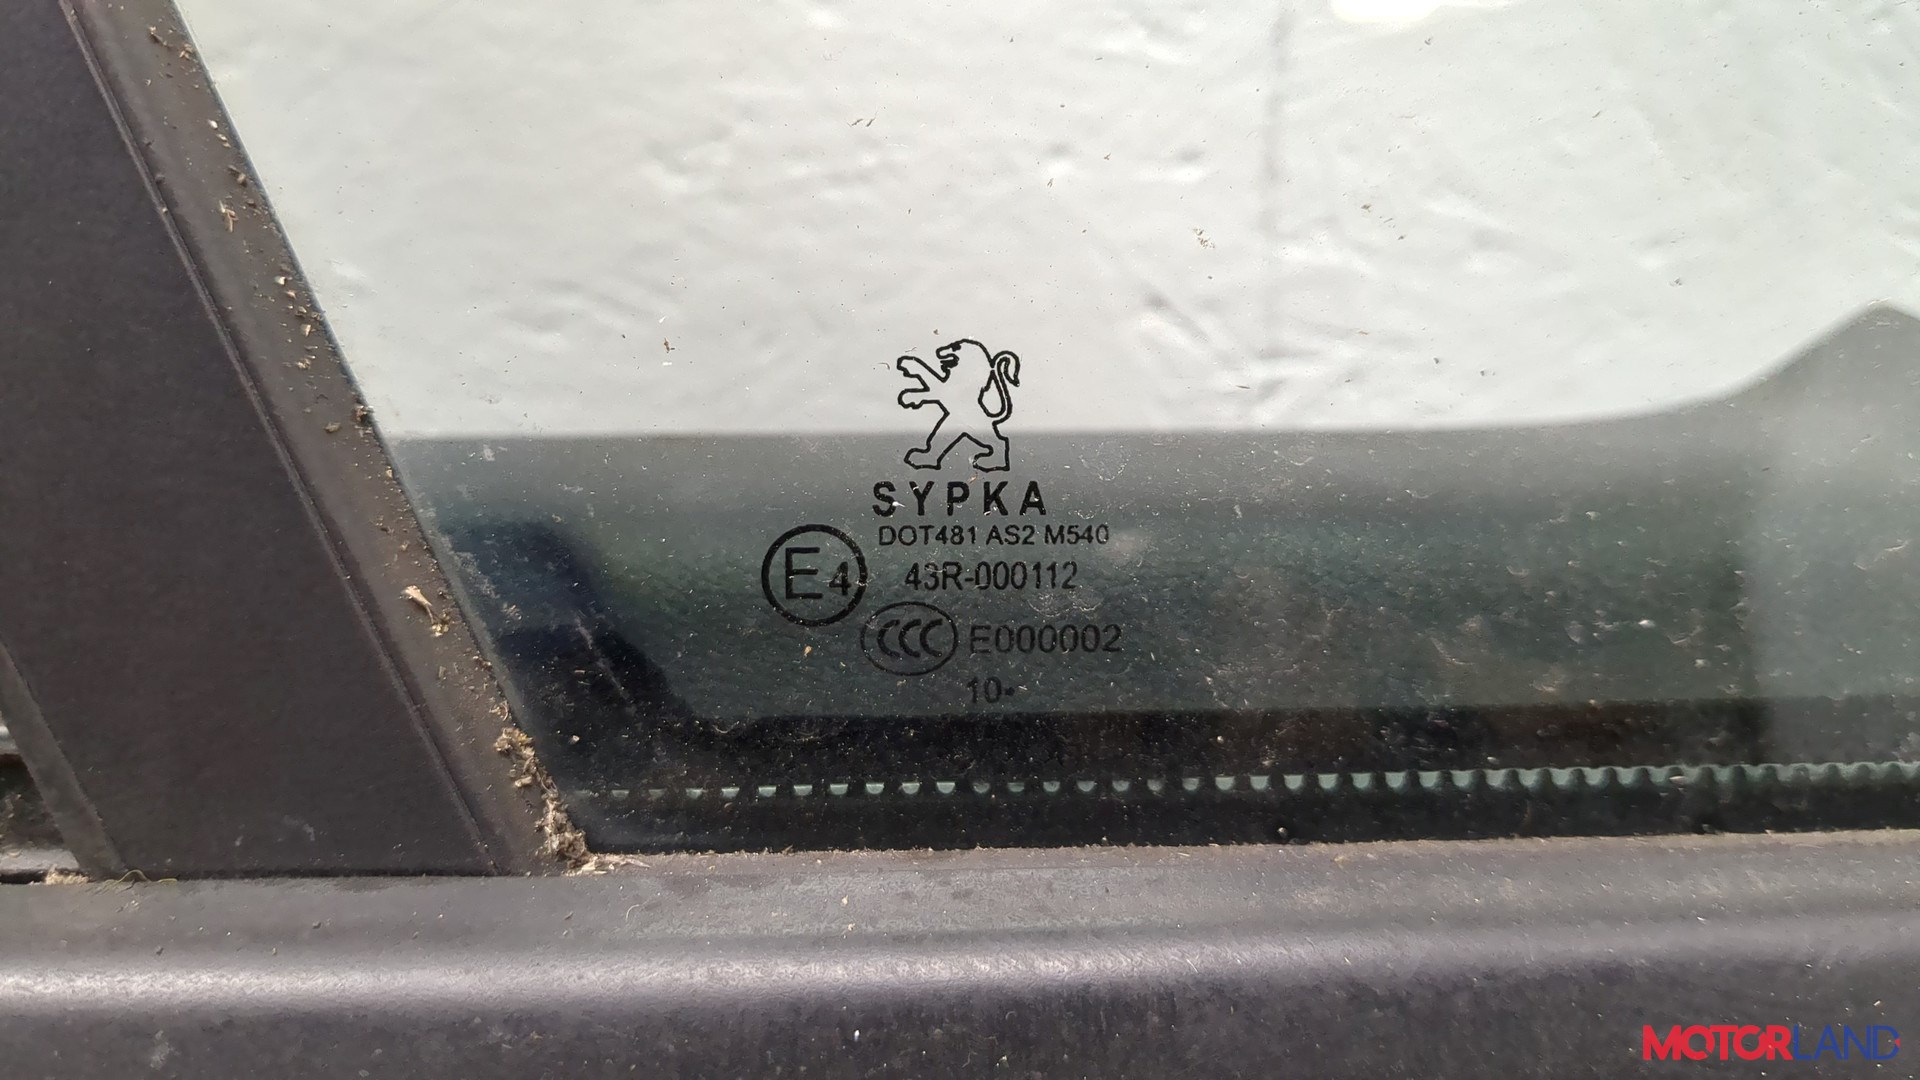 SYPKA
DOT481 AS2 M540
E4 43R-000112
CCC E000002
10•
MOTORLAND